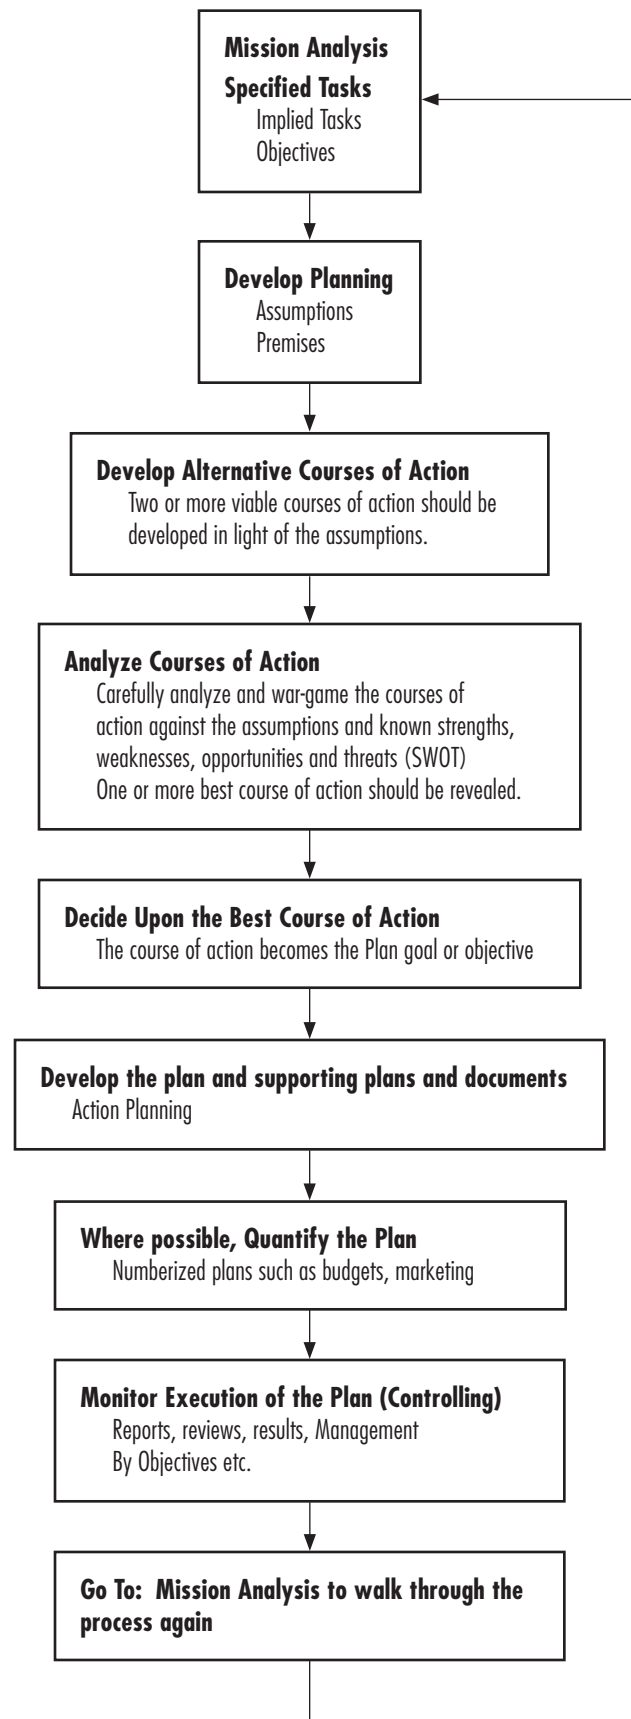 Mission Analysis
Specified Tasks
Implied Tasks
Objectives
Develop Planning
Assumptions
Premises
Develop Alternative Courses of Action
Two or more viable courses of action should be
developed in light of the assumptions.
Analyze Courses of Action
Carefully analyze and war-game the courses of
action against the assumptions and known strengths,
weaknesses, opportunities and threats (SWOT)
One or more best course of action should be revealed.
Decide Upon the Best Course of Action
The course of action becomes the Plan goal or objective
Develop the plan and supporting plans and documents
Action Planning
Where possible, Quantify the Plan
Numberized plans such as budgets, marketing
Monitor Execution of the Plan (Controlling)
Reports, reviews, results, Management
By Objectives etc.
Go To:  Mission Analysis to walk through the
process again